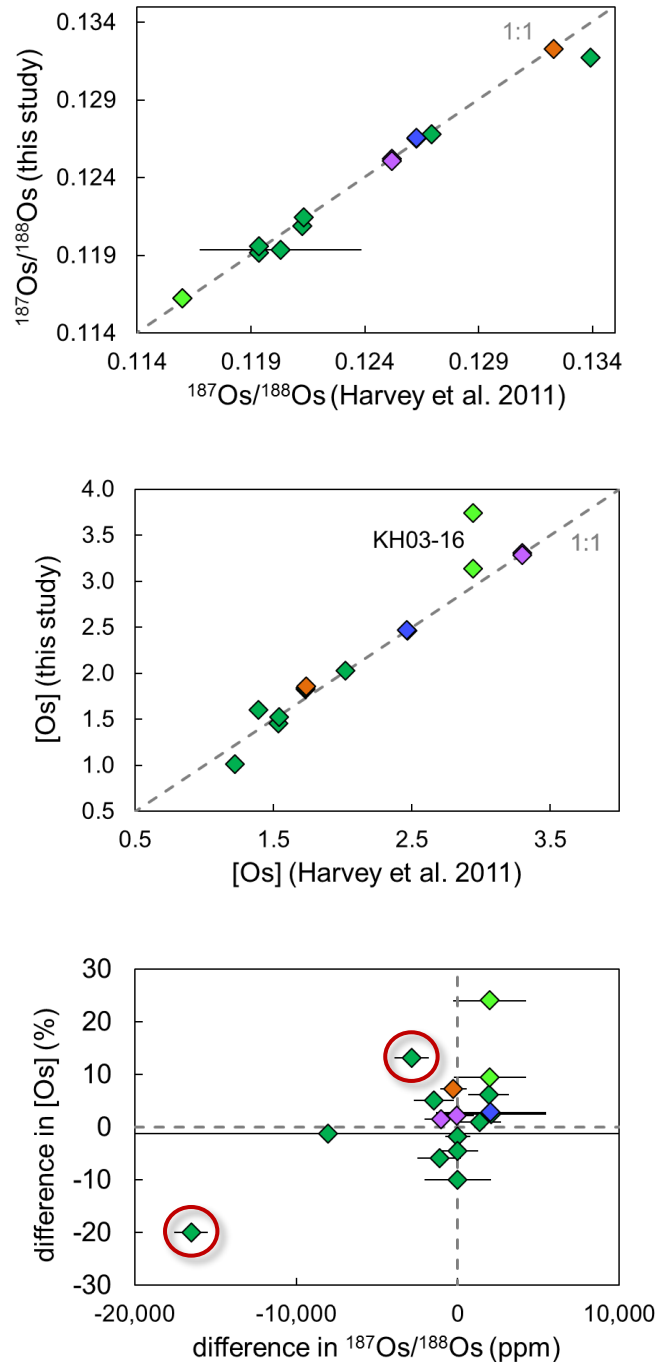 0.134
0.129
0.124
0.119
0.114
¹⁸⁷Os/¹⁸⁸Os (this study)
1:1
0.114 0.119 0.124 0.129 0.134
¹⁸⁷Os/¹⁸⁸Os (Harvey et al. 2011)
4.0
3.5
3.0
2.5
2.0
1.5
1.0
0.5
[Os] (this study)
KH03-16
1:1
0.5 1.5 2.5 3.5
[Os] (Harvey et al. 2011)
30
20
10
0
-10
-20
-30
difference in [Os] (%)
-20,000 -10,000 0 10,000
difference in ¹⁸⁷Os/¹⁸⁸Os (ppm)